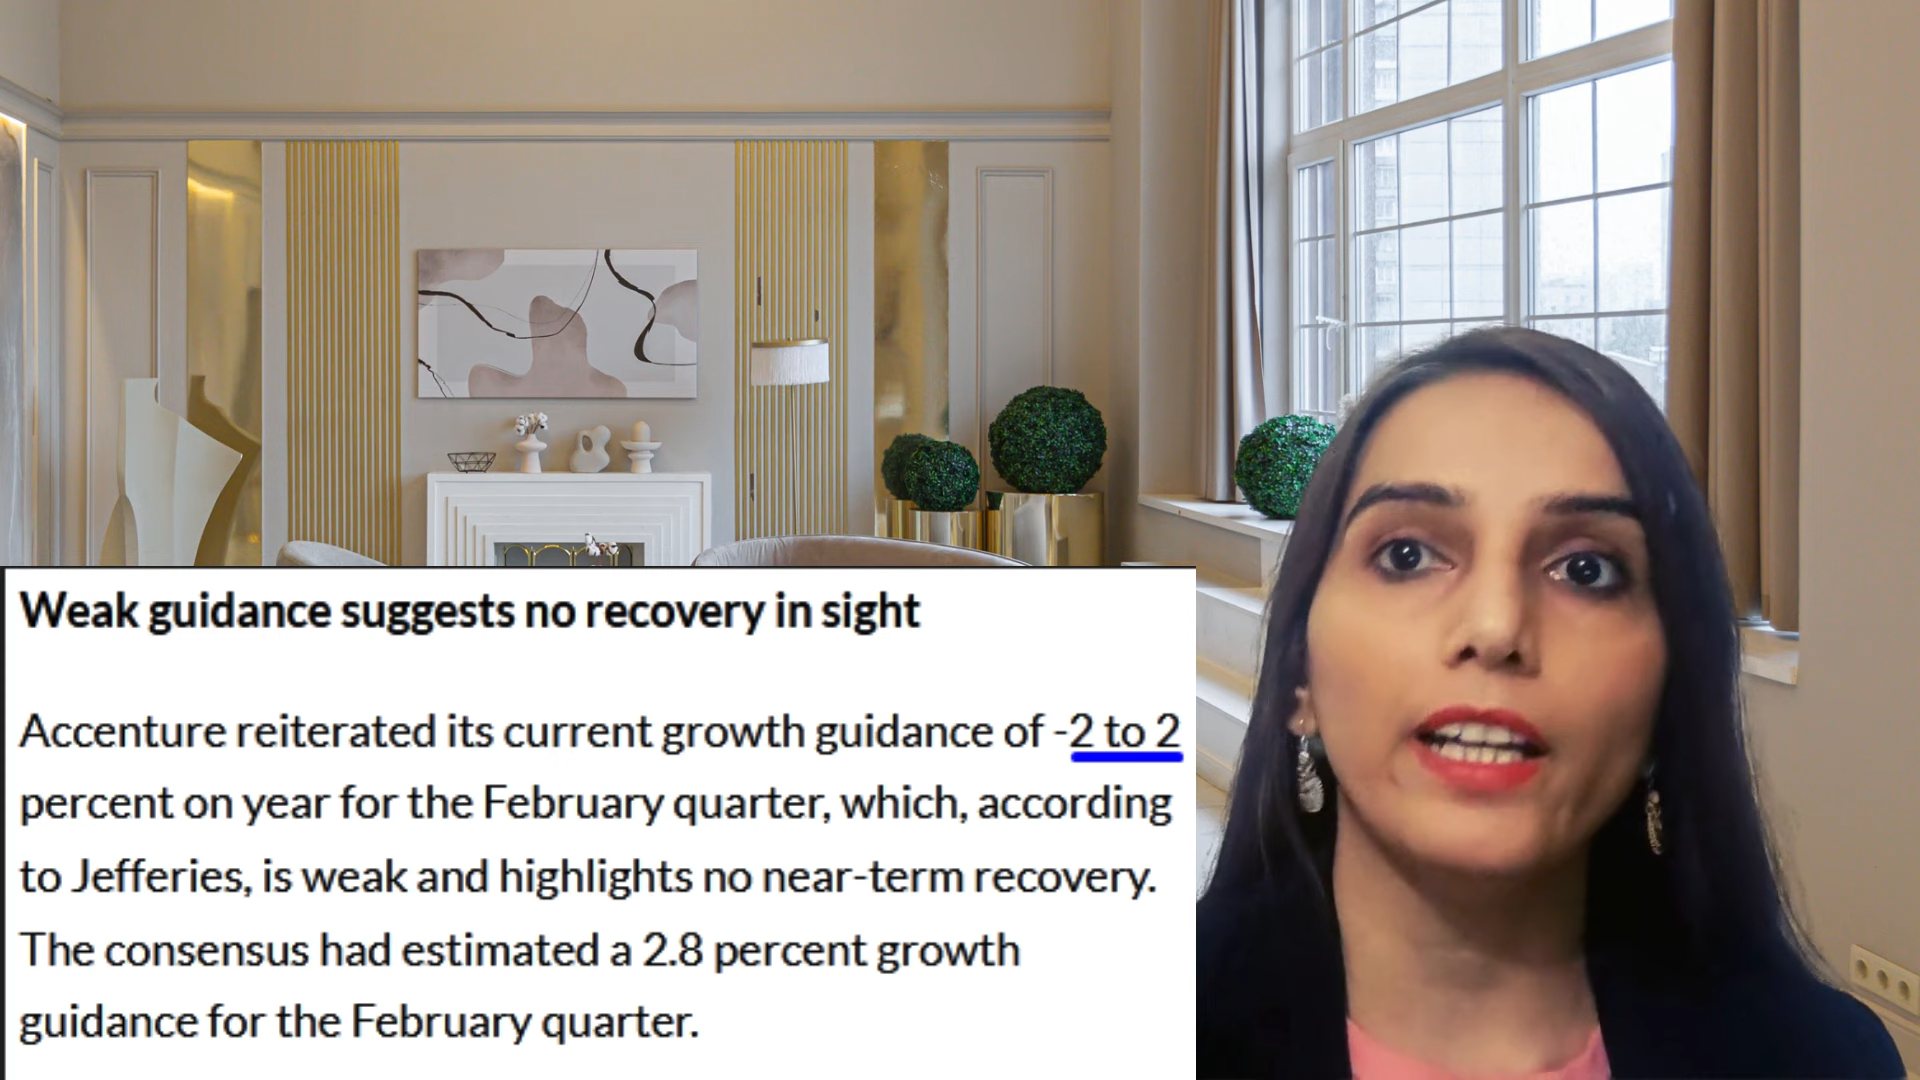 Weak guidance suggests no recovery in sight
Accenture reiterated its current growth guidance of -2 to 2
percent on year for the February quarter, which, according
to Jefferies, is weak and highlights no near-term recovery.
The consensus had estimated a 2.8 percent growth
guidance for the February quarter.